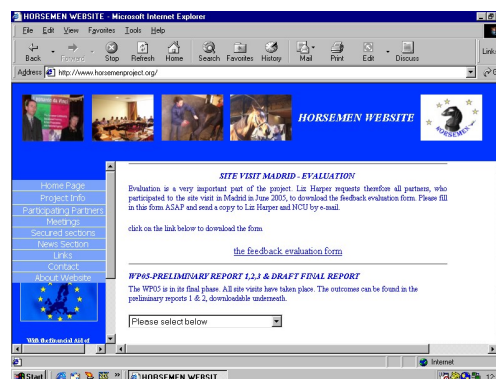 HORSEMEN WEBSITE - Microsoft Internet Explorer
File Edit View Favorites Tools Help
Back Forward Stop Refresh Home Search Favorites History Mail Print Edit Discuss
Links
Address http://www.horsemenproject.org/
HORSEMEN WEBSITE
HORSEMEN
SITE VISIT MADRID - EVALUATION
Evaluation is a very important part of the project. Liz Harper requests therefore all partners, who
participated to the site visit in Madrid in June 2005, to download the feedback evaluation form. Please fill
in this form ASAP and send a copy to Liz Harper and NCU by e-mail.
click on the link below to download the form
the feedback evaluation form
WP05-PRELIMINARY REPORT 1,2,3 & DRAFT FINAL REPORT
The WP05 is in its final phase. All site visits have taken place. The outcomes can be found in the
preliminary reports 1 & 2, downloadable underneath.
Please select below
Home Page
Project Info
Participating Partners
Meetings
Secured sections
News Section
Links
Contact
About Website
With the financial Aid of
Internet
Start
HORSEMEN WEBSIT...